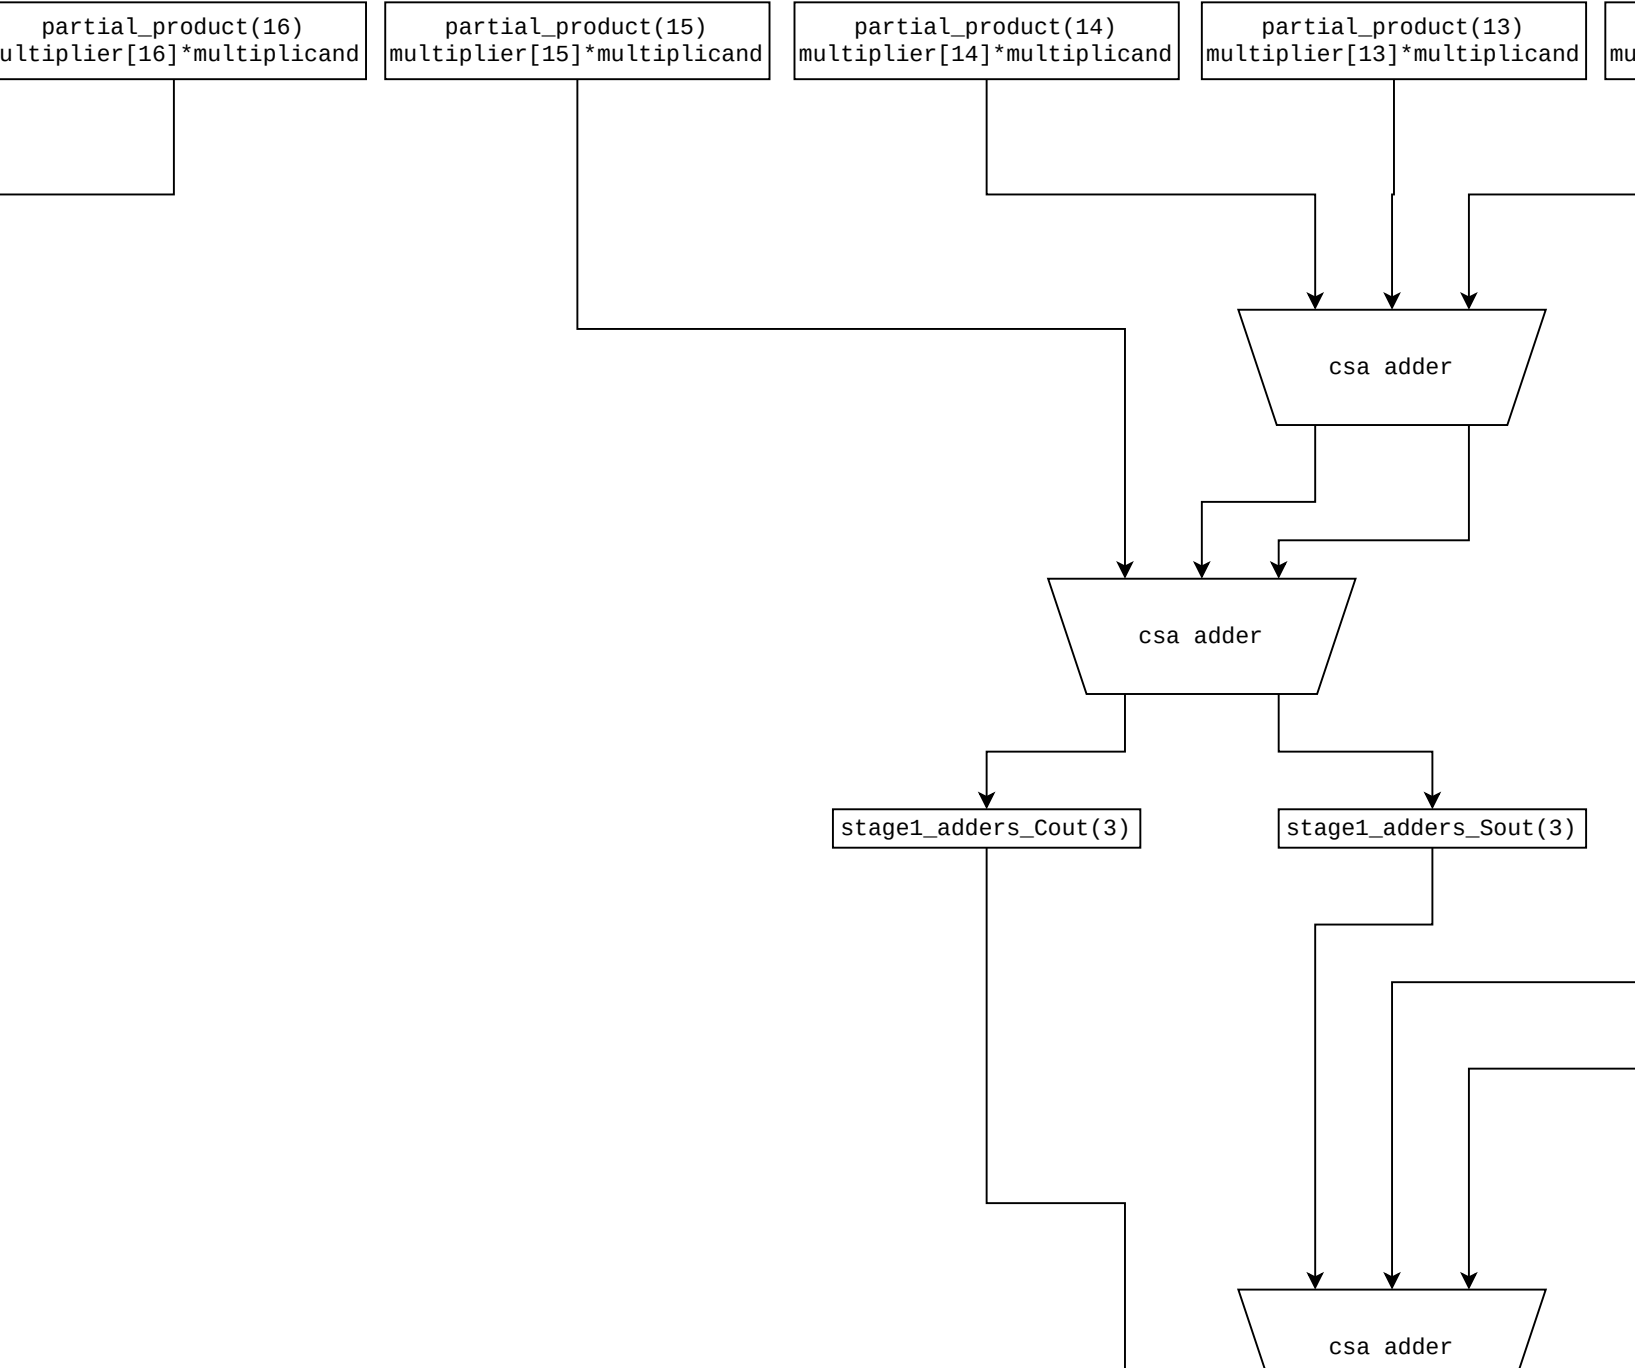 partial_product(16)
ultiplier[16]*multiplicand
partial_product(15)
multiplier[15]*multiplicand
partial_product(14)
multiplier[14]*multiplicand
partial_product(13)
multiplier[13]*multiplicand
mu
csa adder
csa adder
stage1_adders_Cout(3)
stage1_adders_Sout(3)
csa adder